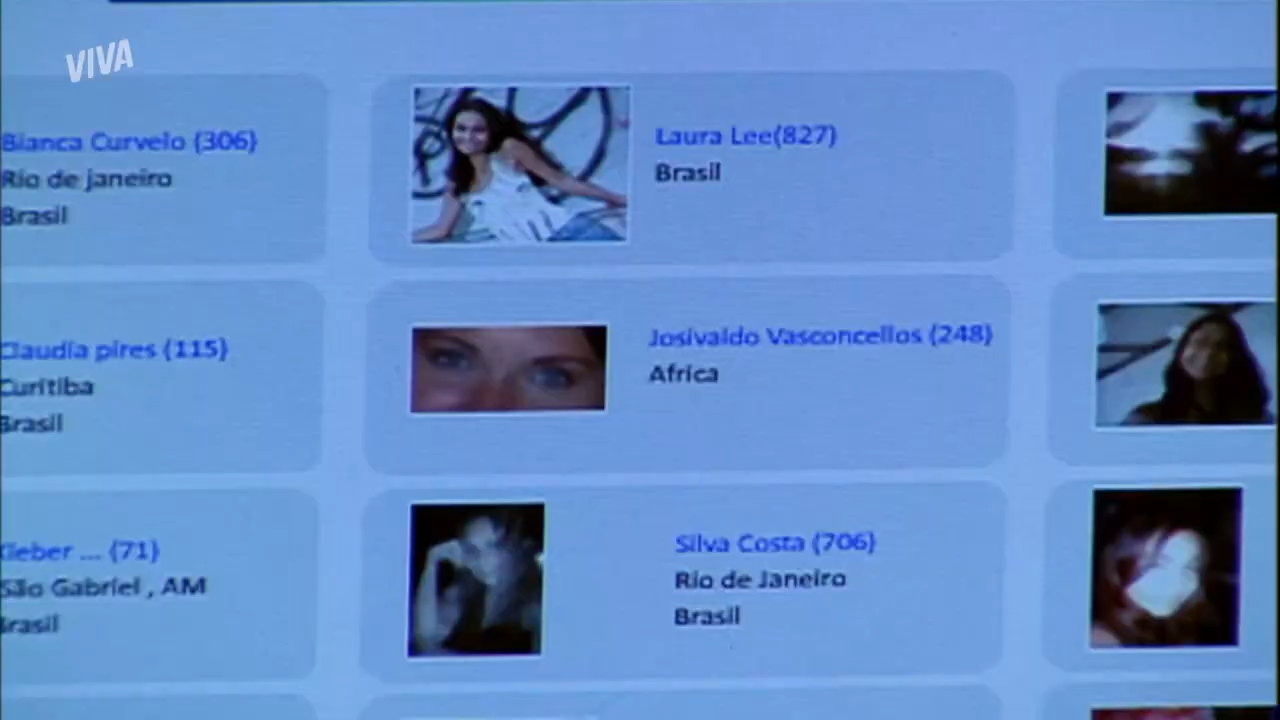 VIVA
Bianca Curvelo (306)
Rio de janeiro
Brasil
Laura Lee(827)
Brasil
Claudia pires (115)
Curitiba
Brasil
Josivaldo Vasconcellos (248)
Africa
Kleber ... (71)
São Gabriel , AM
Brasil
Silva Costa (706)
Rio de Janeiro
Brasil